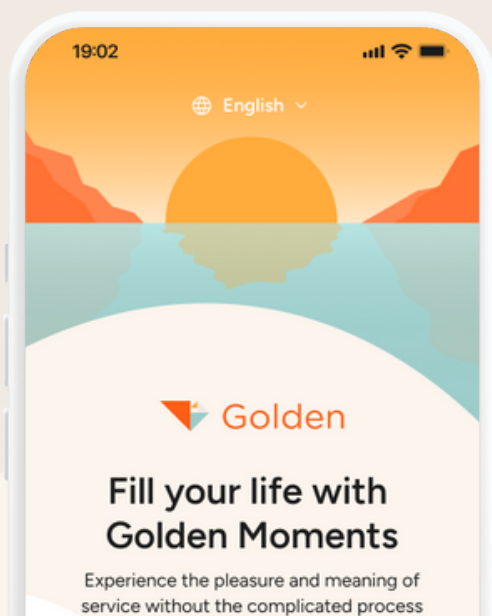 19:02
English
Golden
Fill your life with
Golden Moments
Experience the pleasure and meaning of
service without the complicated process